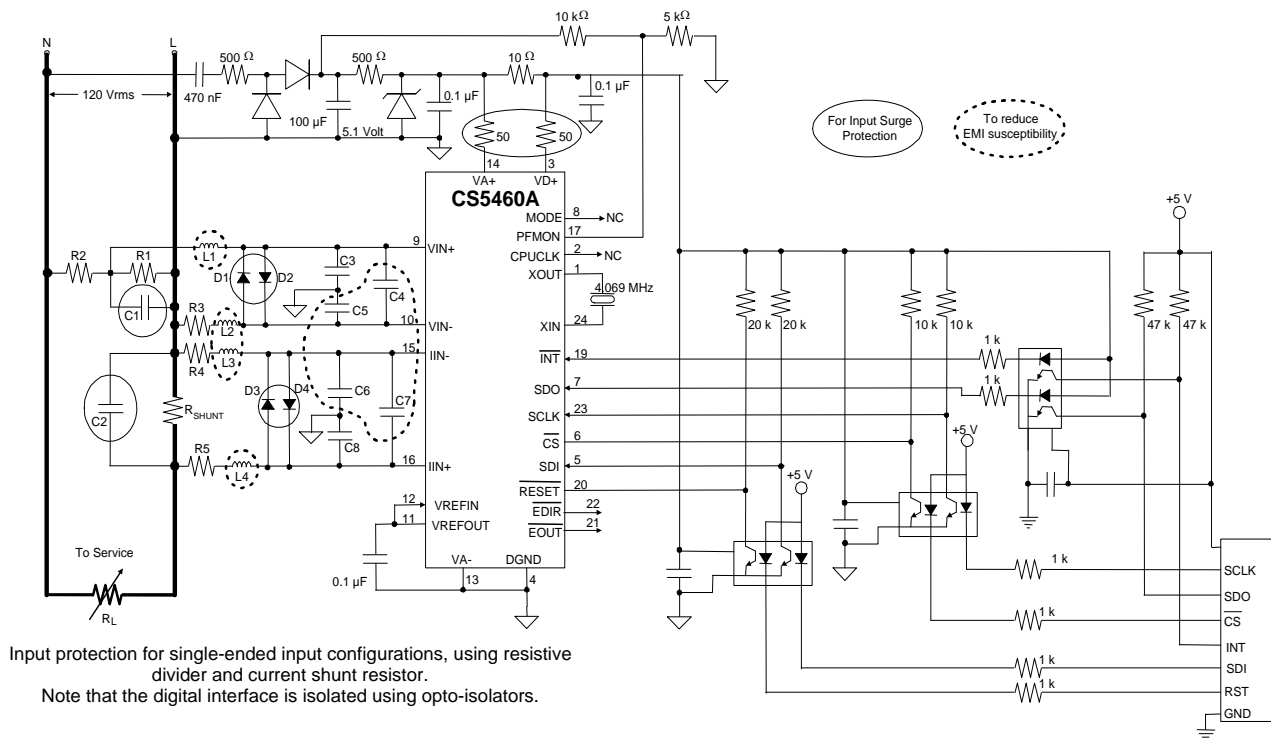 N
L
120 Vrms
470 nF
500 Ω
100 µF
500 Ω
5.1 Volt
0.1 µF
10 Ω
10 kΩ
5 kΩ
0.1 µF
50
50
14
3
VA+
VD+
CS5460A
For Input Surge
Protection
To reduce
EMI susceptibility
R2
R1
C1
L1
D1
D2
C3
C4
C5
R3
L2
R4
L3
D3
D4
C6
C7
C8
C2
RSHUNT
R5
L4
9
VIN+
10
VIN-
15
IIN-
16
IIN+
12
VREFIN
11
VREFOUT
0.1 µF
VA-
13
DGND
4
MODE
8
NC
PFMON
17
CPUCLK
2
NC
XOUT
1
4.069 MHz
XIN
24
INT
19
SDO
7
SCLK
23
CS
6
SDI
5
RESET
20
EDIR
22
EOUT
21
20 k
20 k
10 k
10 k
1 k
1 k
+5 V
47 k
47 k
+5 V
+5 V
1 k
1 k
1 k
1 k
SCLK
SDO
CS
INT
SDI
RST
GND
To Service
RL
Input protection for single-ended input configurations, using resistive
divider and current shunt resistor.
Note that the digital interface is isolated using opto-isolators.